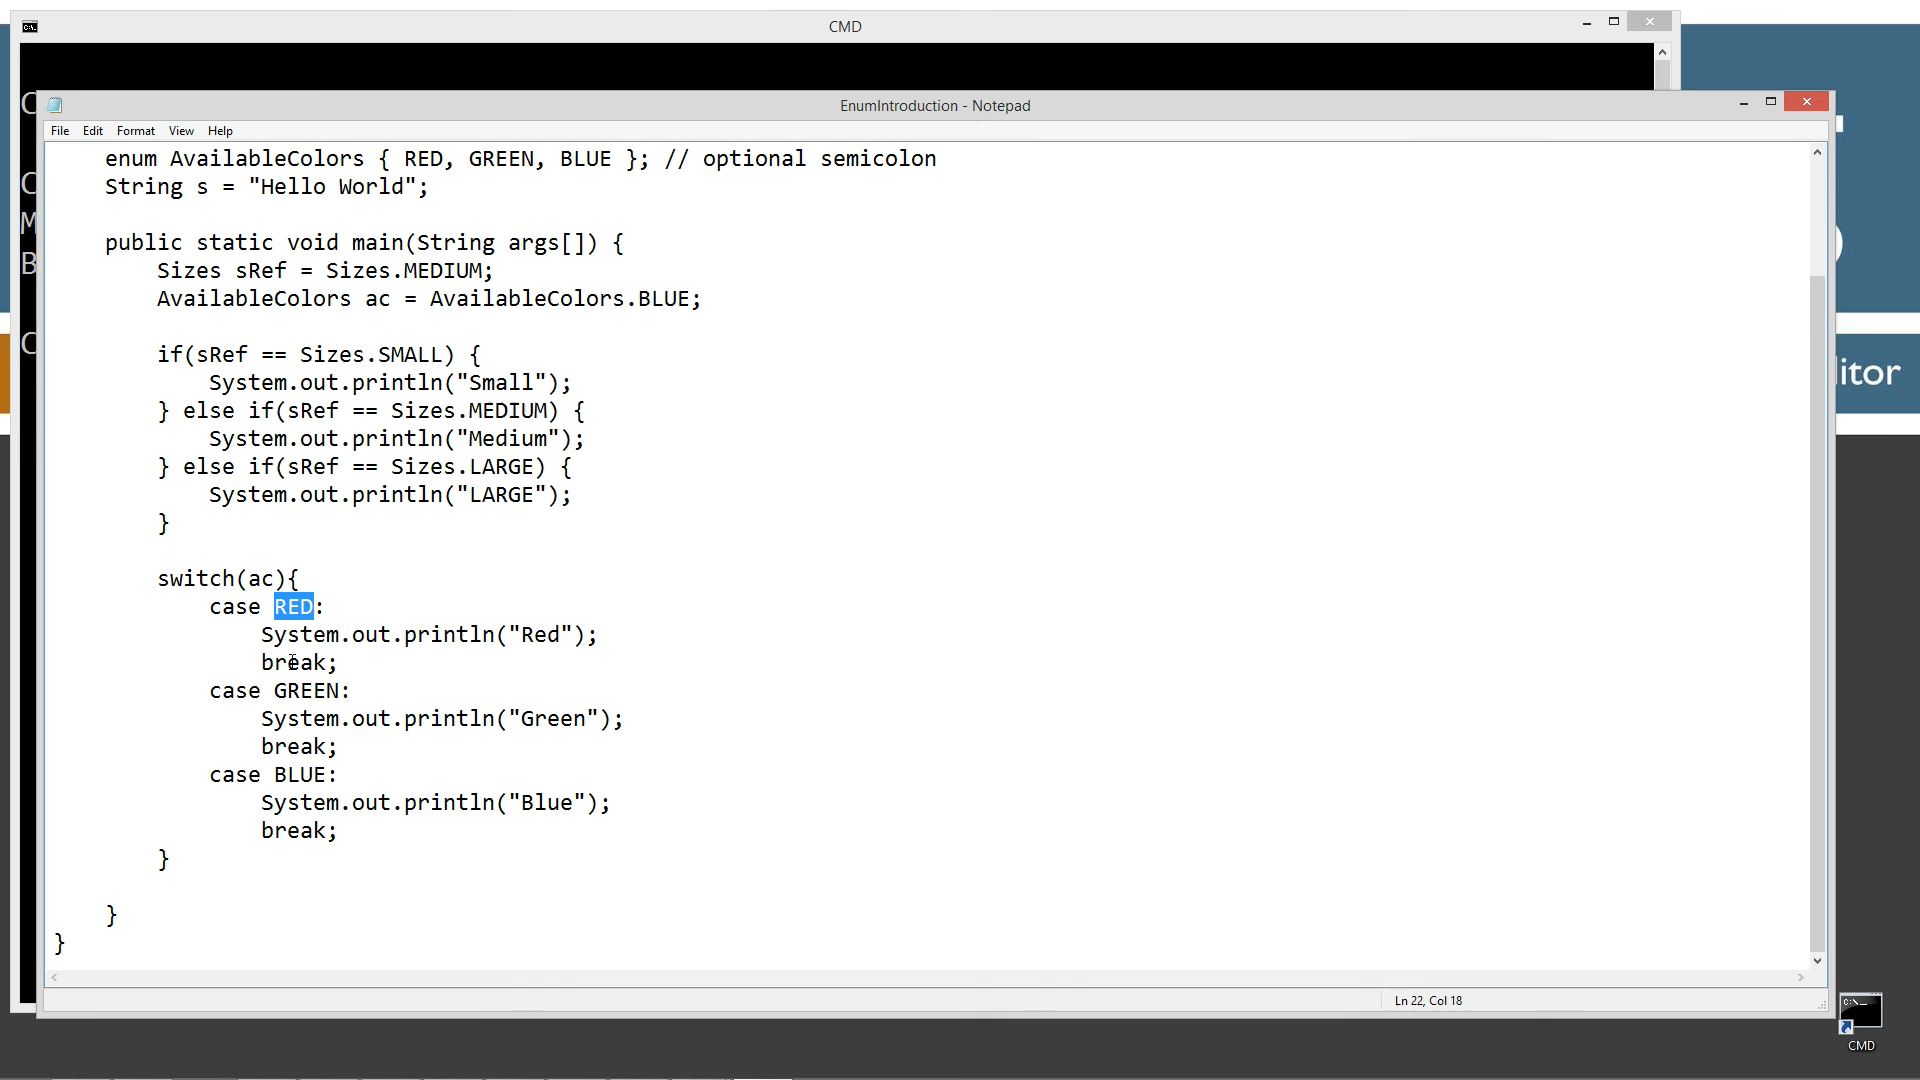 CMD
EnumIntroduction - Notepad
File Edit Format View Help
enum AvailableColors { RED, GREEN, BLUE }; // optional semicolon
String s = "Hello World";
public static void main(String args[]) {
Sizes sRef = Sizes.MEDIUM;
AvailableColors ac = AvailableColors.BLUE;
if(sRef == Sizes.SMALL) {
System.out.println("Small");
} else if(sRef == Sizes.MEDIUM) {
System.out.println("Medium");
} else if(sRef == Sizes.LARGE) {
System.out.println("LARGE");
}
switch(ac){
case RED:
System.out.println("Red");
break;
case GREEN:
System.out.println("Green");
break;
case BLUE:
System.out.println("Blue");
break;
}
}
}
Ln 22, Col 18
C
C
M
B
C
itor
C:\_
CMD